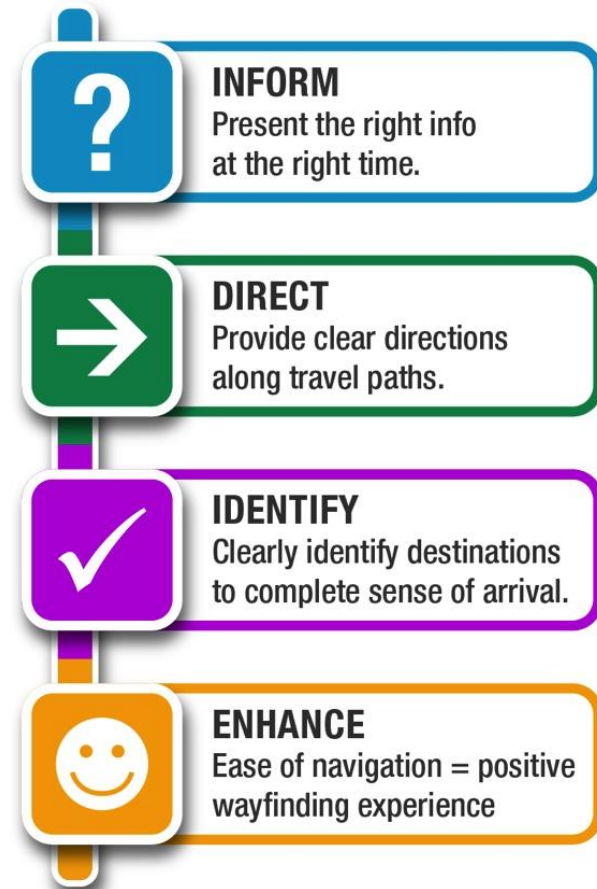 ?
INFORM
Present the right info
at the right time.
DIRECT
Provide clear directions
along travel paths.
IDENTIFY
Clearly identify destinations
to complete sense of arrival.
ENHANCE
Ease of navigation = positive
wayfinding experience